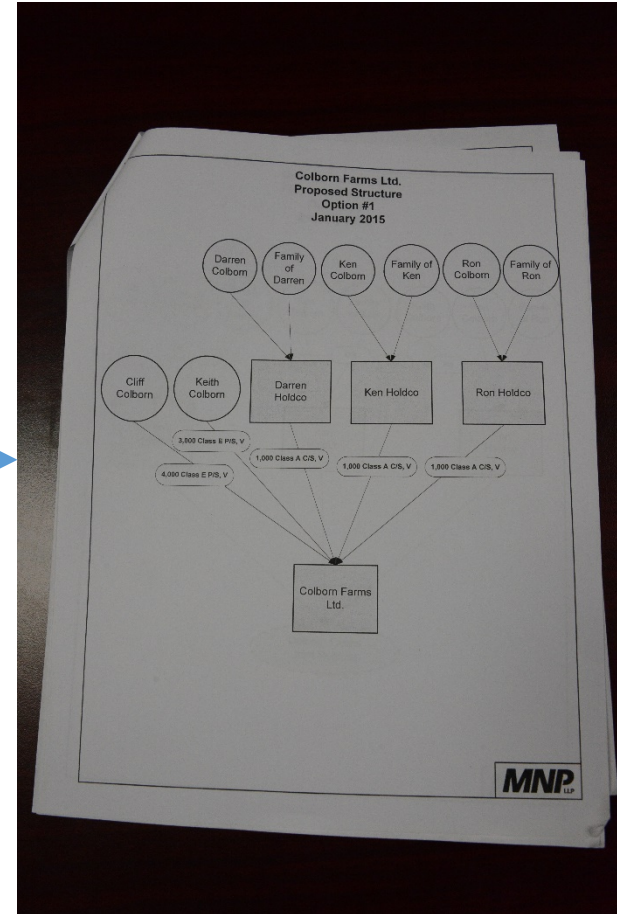 Colborn Farms Ltd.
Proposed Structure
Option #1
January 2015
Darren
Colborn
Family
of
Darren
Ken
Colborn
Family of
Ken
Ron
Colborn
Family of
Ron
Cliff
Colborn
Keith
Colborn
Darren
Holdco
Ken Holdco
Ron Holdco
3,000 Class E P/S, V
4,000 Class E P/S, V
1,000 Class A C/S, V
1,000 Class A C/S, V
1,000 Class A C/S, V
Colborn Farms
Ltd.
MNP
LLP